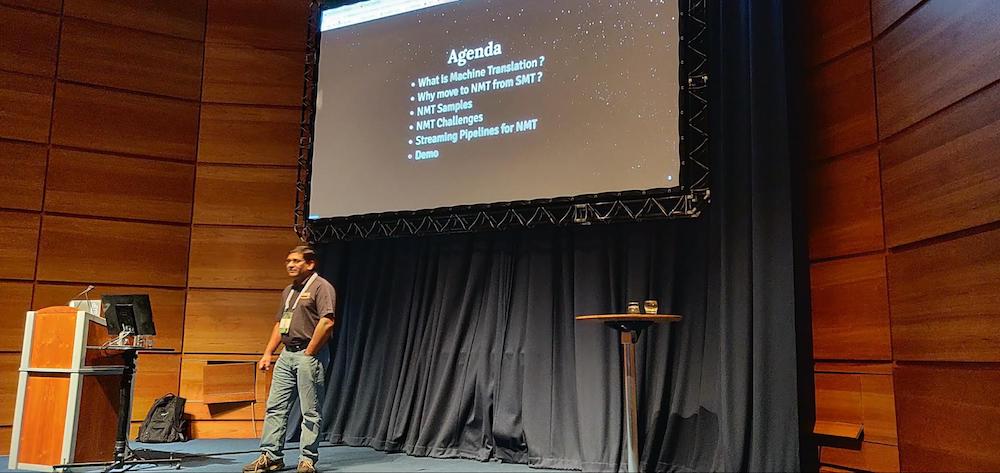 Agenda
• What is Machine Translation ?
• Why move to NMT from SMT ?
• NMT Samples
• NMT Challenges
• Streaming Pipelines for NMT
• Demo